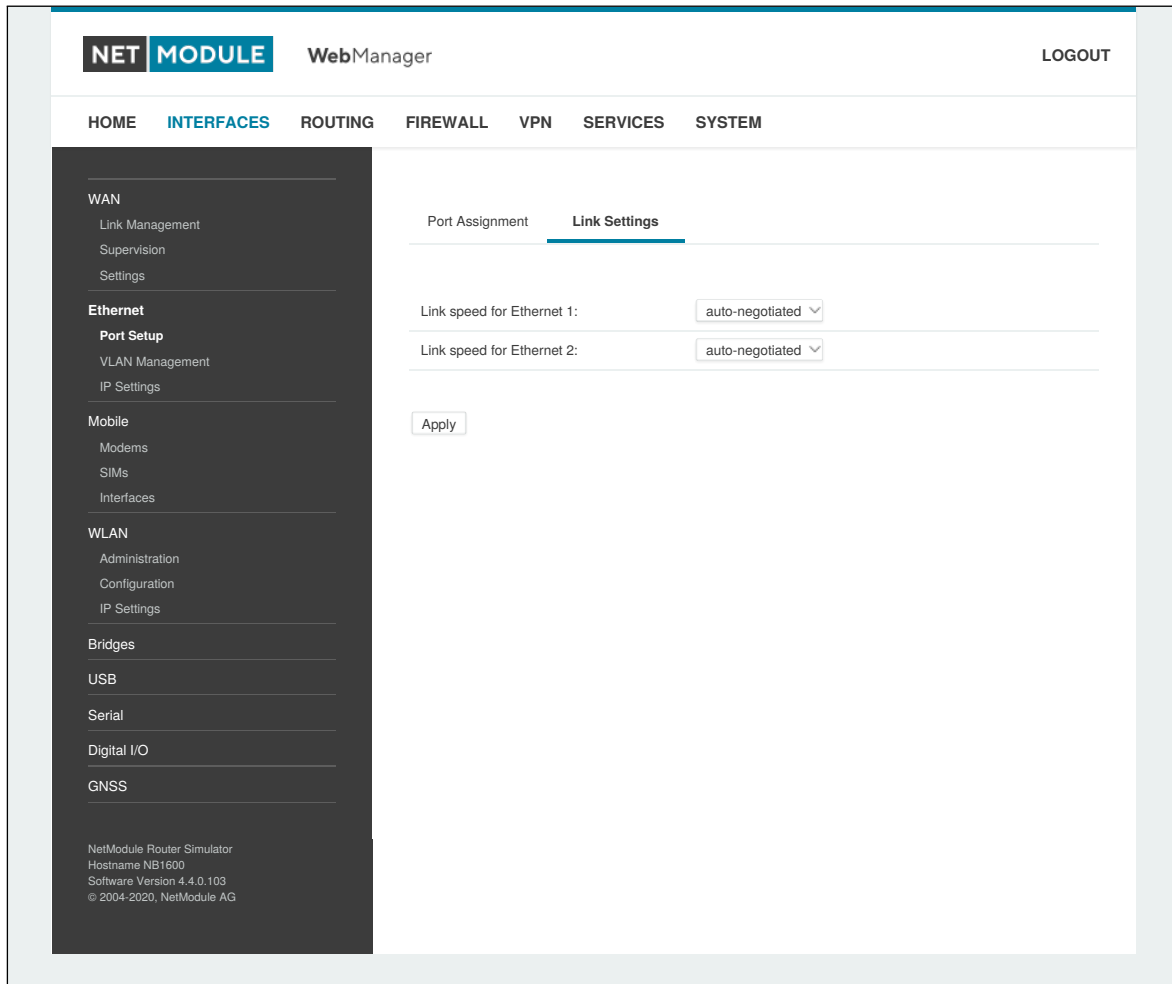 NET MODULE WebManager LOGOUT
HOME INTERFACES ROUTING FIREWALL VPN SERVICES SYSTEM
WAN
Link Management
Supervision
Settings
Ethernet
Port Setup
VLAN Management
IP Settings
Mobile
Modems
SIMs
Interfaces
WLAN
Administration
Configuration
IP Settings
Bridges
USB
Serial
Digital I/O
GNSS
NetModule Router Simulator
Hostname NB1600
Software Version 4.4.0.103
© 2004-2020, NetModule AG
Port Assignment Link Settings
Link speed for Ethernet 1: auto-negotiated
Link speed for Ethernet 2: auto-negotiated
Apply